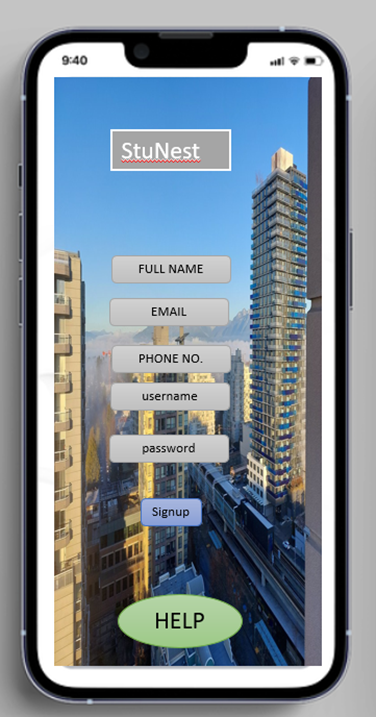 9:40
StuNest
FULL NAME
EMAIL
PHONE NO.
username
password
Signup
HELP